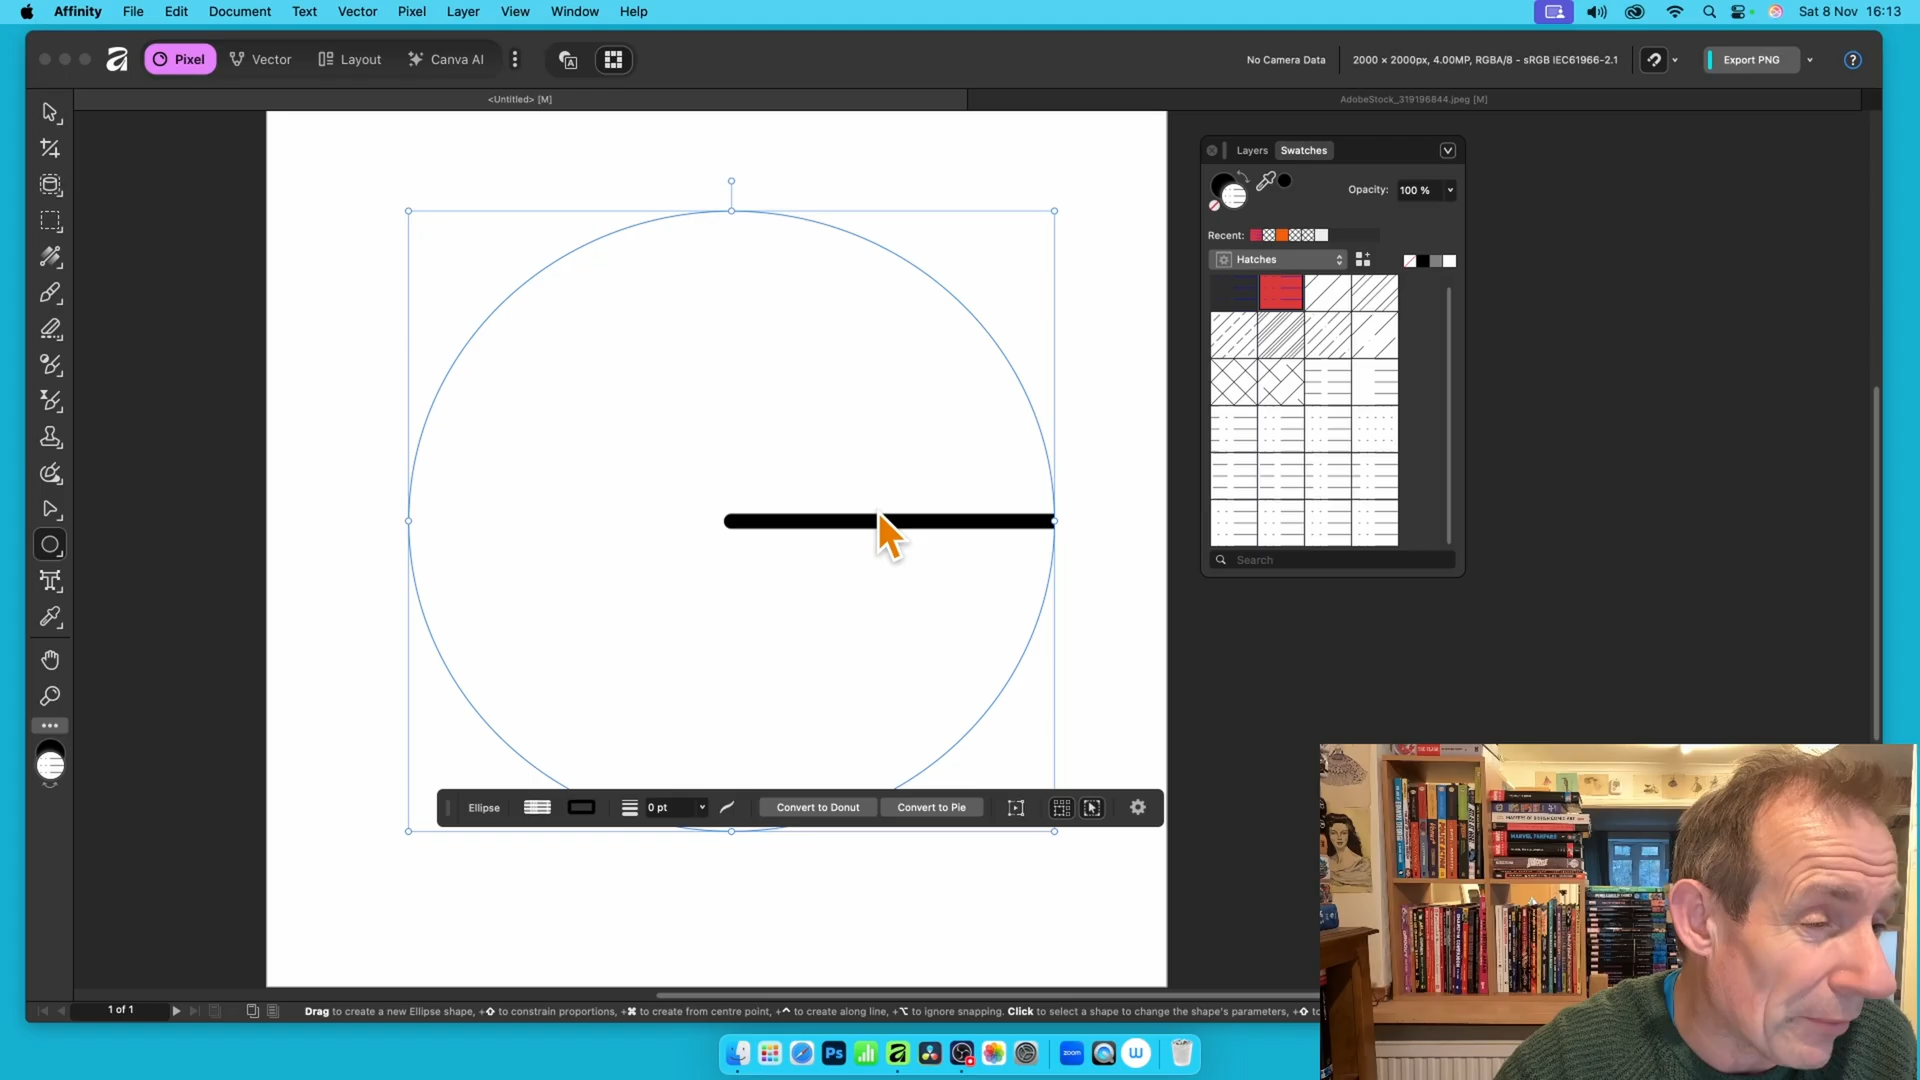 Affinity File Edit Document Text Vector Pixel Layer View Window Help Sat 8 Nov 16:13
Pixel Vector Layout Canva AI No Camera Data 2000 × 2000px, 4.00MP, RGBA/8 - sRGB IEC61966-2.1 Export PNG ?
<Untitled> [M] AdobeStock_319196844.jpeg [M]
Layers Swatches
Opacity: 100 %
Recent:
Hatches
Search
Ellipse 0 pt Convert to Donut Convert to Pie
1 of 1 Drag to create a new Ellipse shape, +⇧ to constrain proportions, +⌘ to create from centre point, +⌃ to create along line, +⌥ to ignore snapping. Click to select a shape to change the shape's parameters, +⇧ to
Ps zoom W